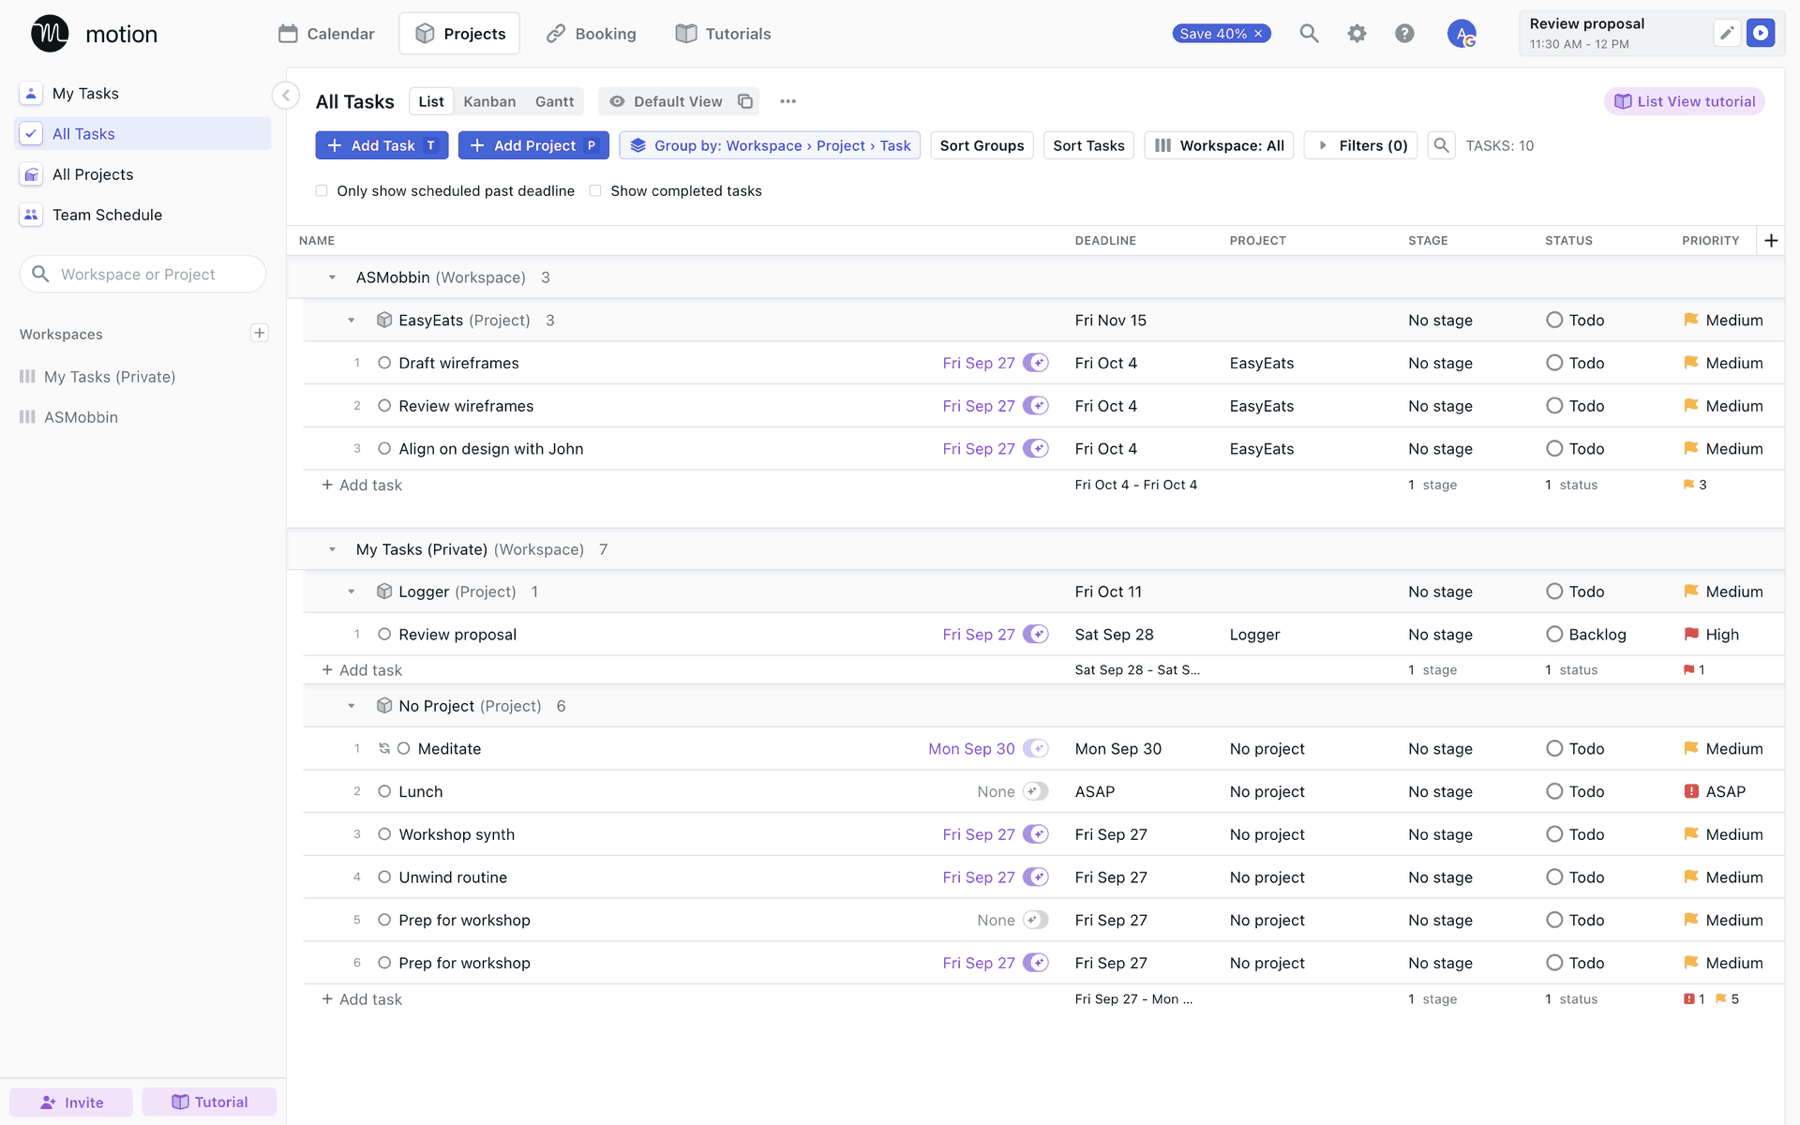 motion
Calendar
Projects
Booking
Tutorials
Save 40% ×
A
G
Review proposal
11:30 AM - 12 PM
My Tasks
All Tasks
All Projects
Team Schedule
Workspace or Project
Workspaces
My Tasks (Private)
ASMobbin
Invite
Tutorial
All Tasks
List
Kanban
Gantt
Default View
List View tutorial
Add Task T
Add Project P
Group by: Workspace › Project › Task
Sort Groups
Sort Tasks
Workspace: All
Filters (0)
TASKS: 10
Only show scheduled past deadline
Show completed tasks
NAME DEADLINE PROJECT STAGE STATUS PRIORITY
ASMobbin (Workspace) 3
EasyEats (Project) 3 Fri Nov 15 No stage Todo Medium
1 Draft wireframes Fri Sep 27 Fri Oct 4 EasyEats No stage Todo Medium
2 Review wireframes Fri Sep 27 Fri Oct 4 EasyEats No stage Todo Medium
3 Align on design with John Fri Sep 27 Fri Oct 4 EasyEats No stage Todo Medium
+ Add task Fri Oct 4 - Fri Oct 4 1 stage 1 status 3
My Tasks (Private) (Workspace) 7
Logger (Project) 1 Fri Oct 11 No stage Todo Medium
1 Review proposal Fri Sep 27 Sat Sep 28 Logger No stage Backlog High
+ Add task Sat Sep 28 - Sat S... 1 stage 1 status 1
No Project (Project) 6
1 Meditate Mon Sep 30 Mon Sep 30 No project No stage Todo Medium
2 Lunch None ASAP No project No stage Todo ASAP
3 Workshop synth Fri Sep 27 Fri Sep 27 No project No stage Todo Medium
4 Unwind routine Fri Sep 27 Fri Sep 27 No project No stage Todo Medium
5 Prep for workshop None Fri Sep 27 No project No stage Todo Medium
6 Prep for workshop Fri Sep 27 Fri Sep 27 No project No stage Todo Medium
+ Add task Fri Sep 27 - Mon ... 1 stage 1 status 1 5